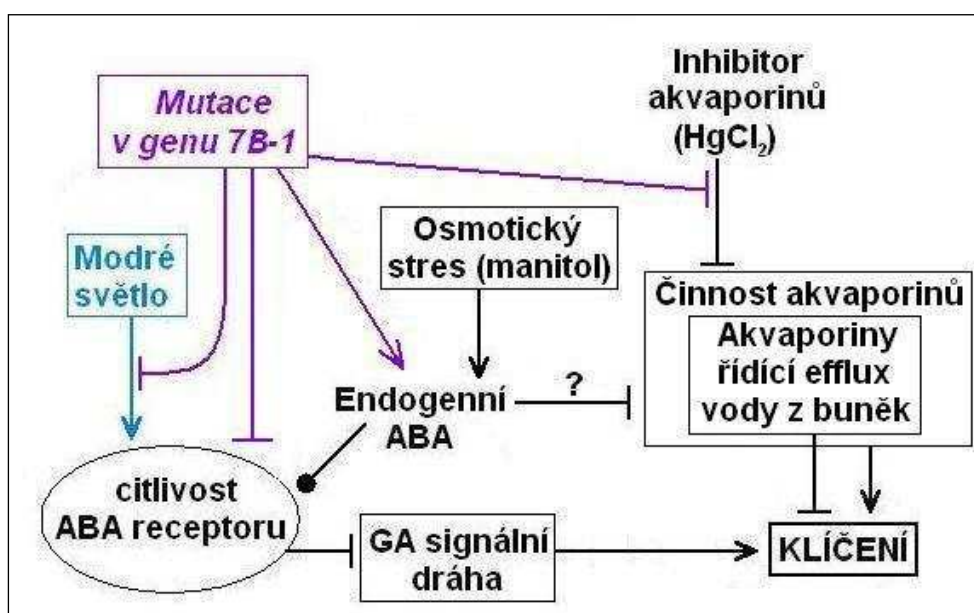 Mutace
v genu 7B-1
Inhibitor
akvaporinů
(HgCl₂)
Modré
světlo
Osmotický
stres (manitol)
Činnost akvaporinů
Akvaporiny
řídící efflux
vody z buněk
?
Endogenní
ABA
citlivost
ABA receptoru
GA signální
dráha
KLÍČENÍ